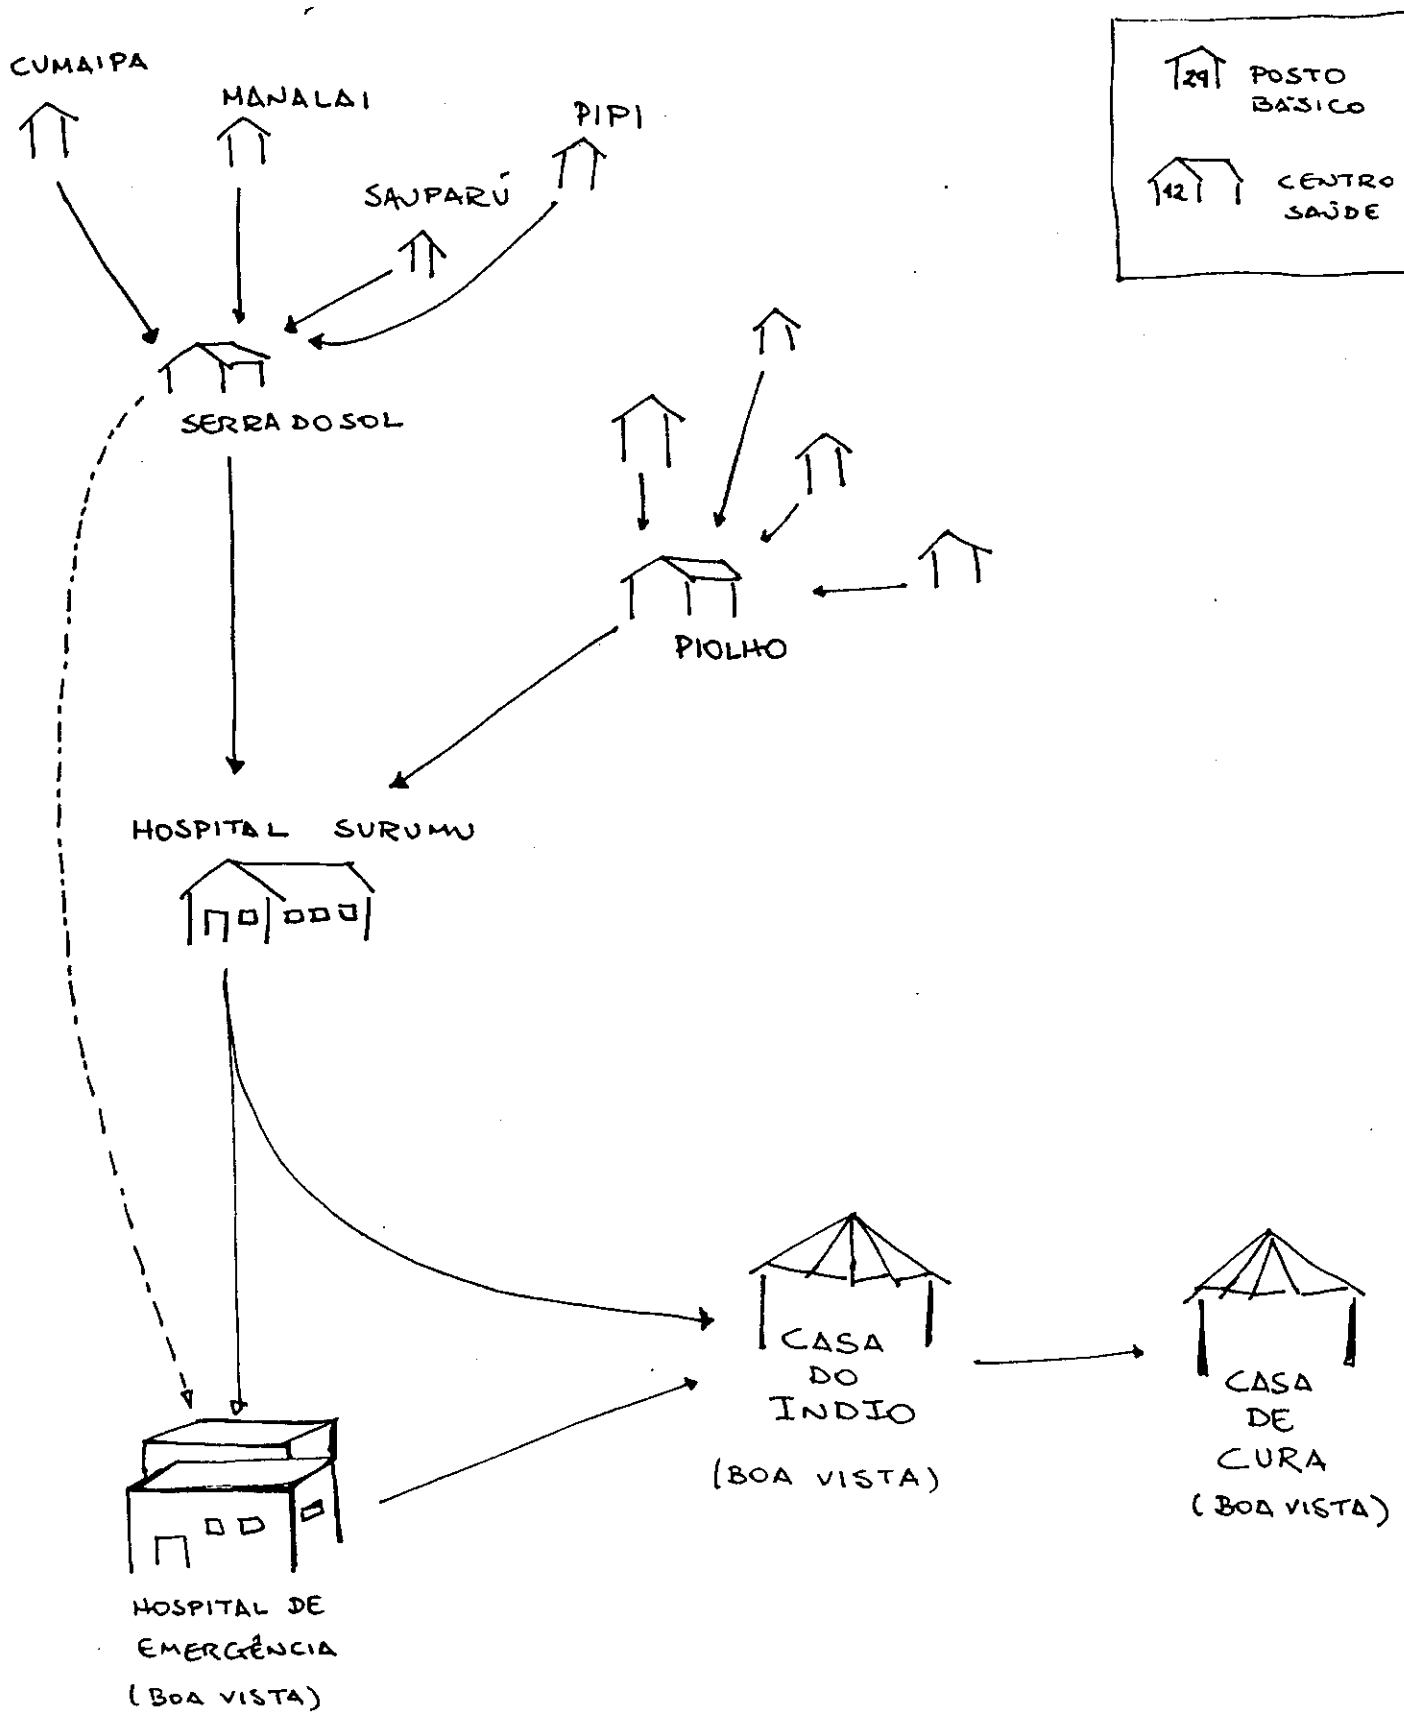 CUMAIPA
MANALAI
PIPI
SAUPARÚ
29 POSTO
BÁSICO
12 CENTRO
SAÚDE
SERRA DO SOL
PIOLHO
HOSPITAL SURUMU
CASA
DO
INDIO
(BOA VISTA)
CASA
DE
CURA
(BOA VISTA)
HOSPITAL DE
EMERGÊNCIA
(BOA VISTA)